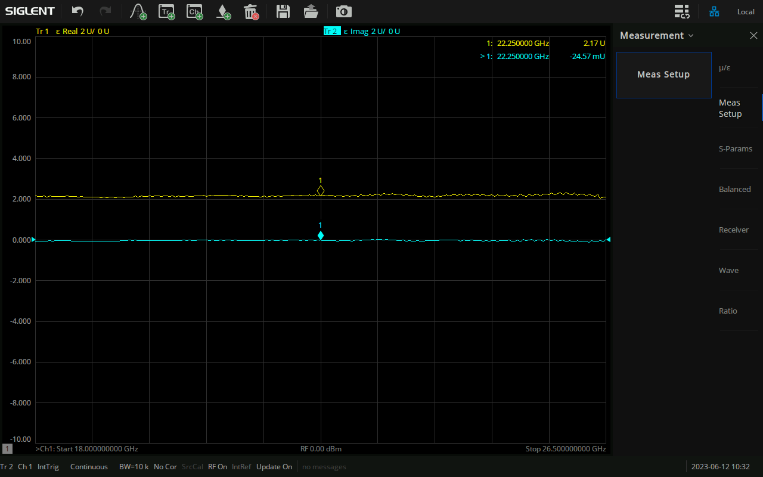 SIGLENT
Tr
Ch
Local
Tr 1 ε Real 2 U/ 0 U
Tr 2 ε Imag 2 U/ 0 U
1: 22.250000 GHz 2.17 U
> 1: 22.250000 GHz -24.57 mU
10.00
8.000
6.000
4.000
2.000
0.000
-2.000
-4.000
-6.000
-8.000
-10.00
1
1
1
>Ch1: Start 18.000000000 GHz
RF 0.00 dBm
Stop 26.500000000 GHz
Measurement
Meas Setup
μ/ε
Meas
Setup
S-Params
Balanced
Receiver
Wave
Ratio
Tr 2 Ch 1 IntTrig Continuous BW=10 k No Cor SrcCal RF On IntRef Update On no messages 2023-06-12 10:32